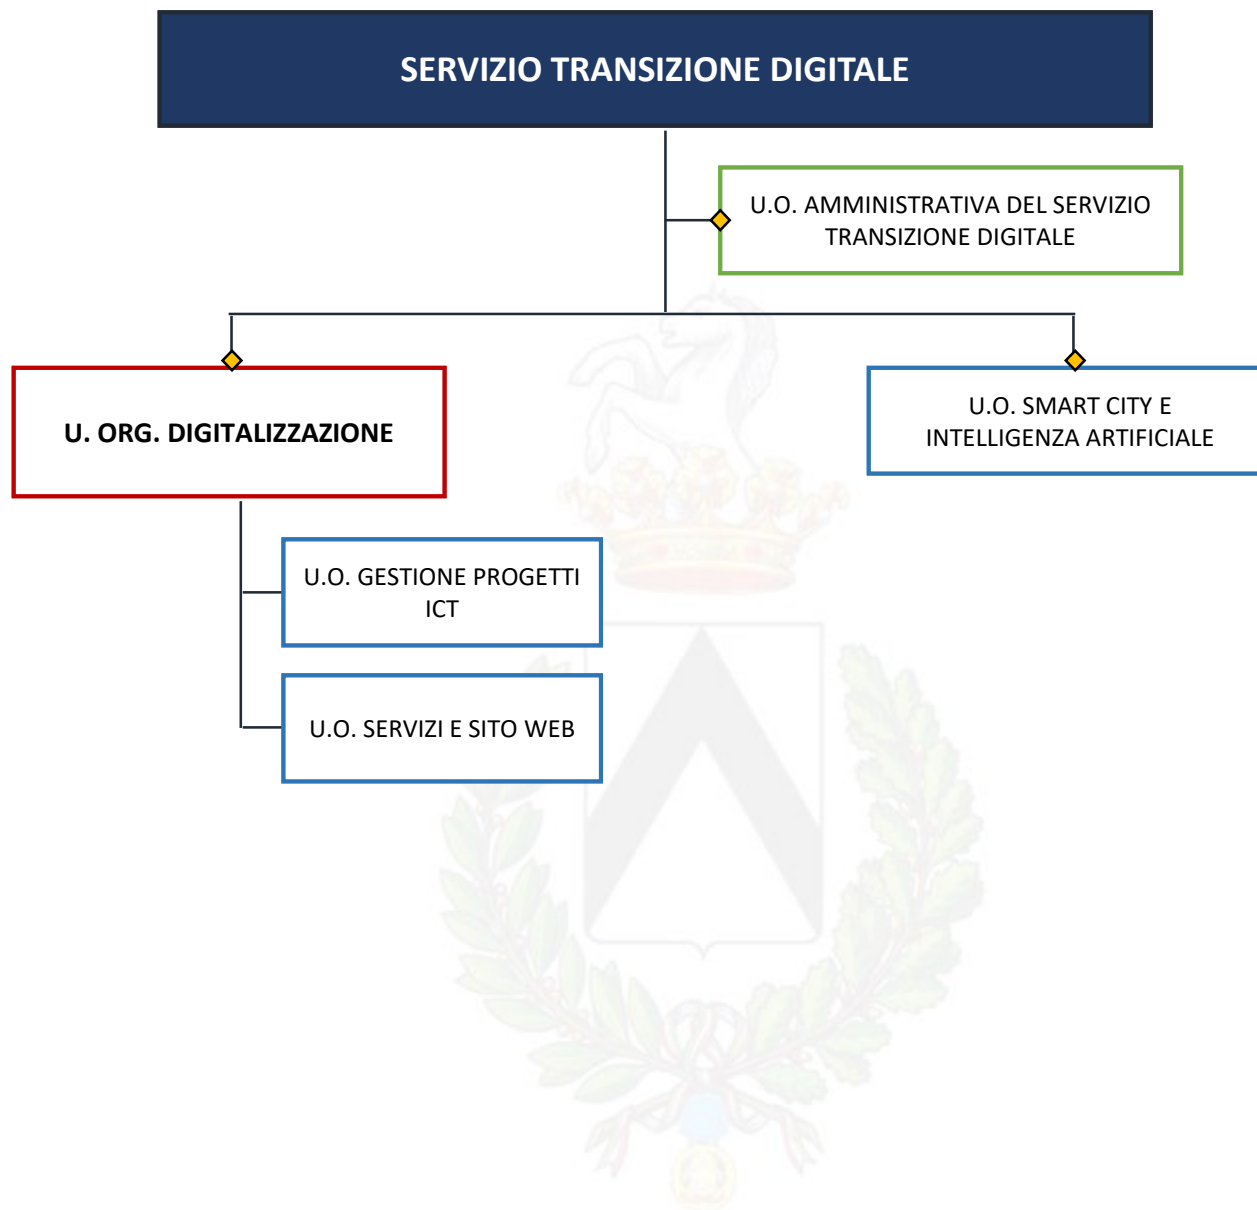 SERVIZIO TRANSIZIONE DIGITALE
U.O. AMMINISTRATIVA DEL SERVIZIO
TRANSIZIONE DIGITALE
U. ORG. DIGITALIZZAZIONE
U.O. SMART CITY E
INTELLIGENZA ARTIFICIALE
U.O. GESTIONE PROGETTI
ICT
U.O. SERVIZI E SITO WEB